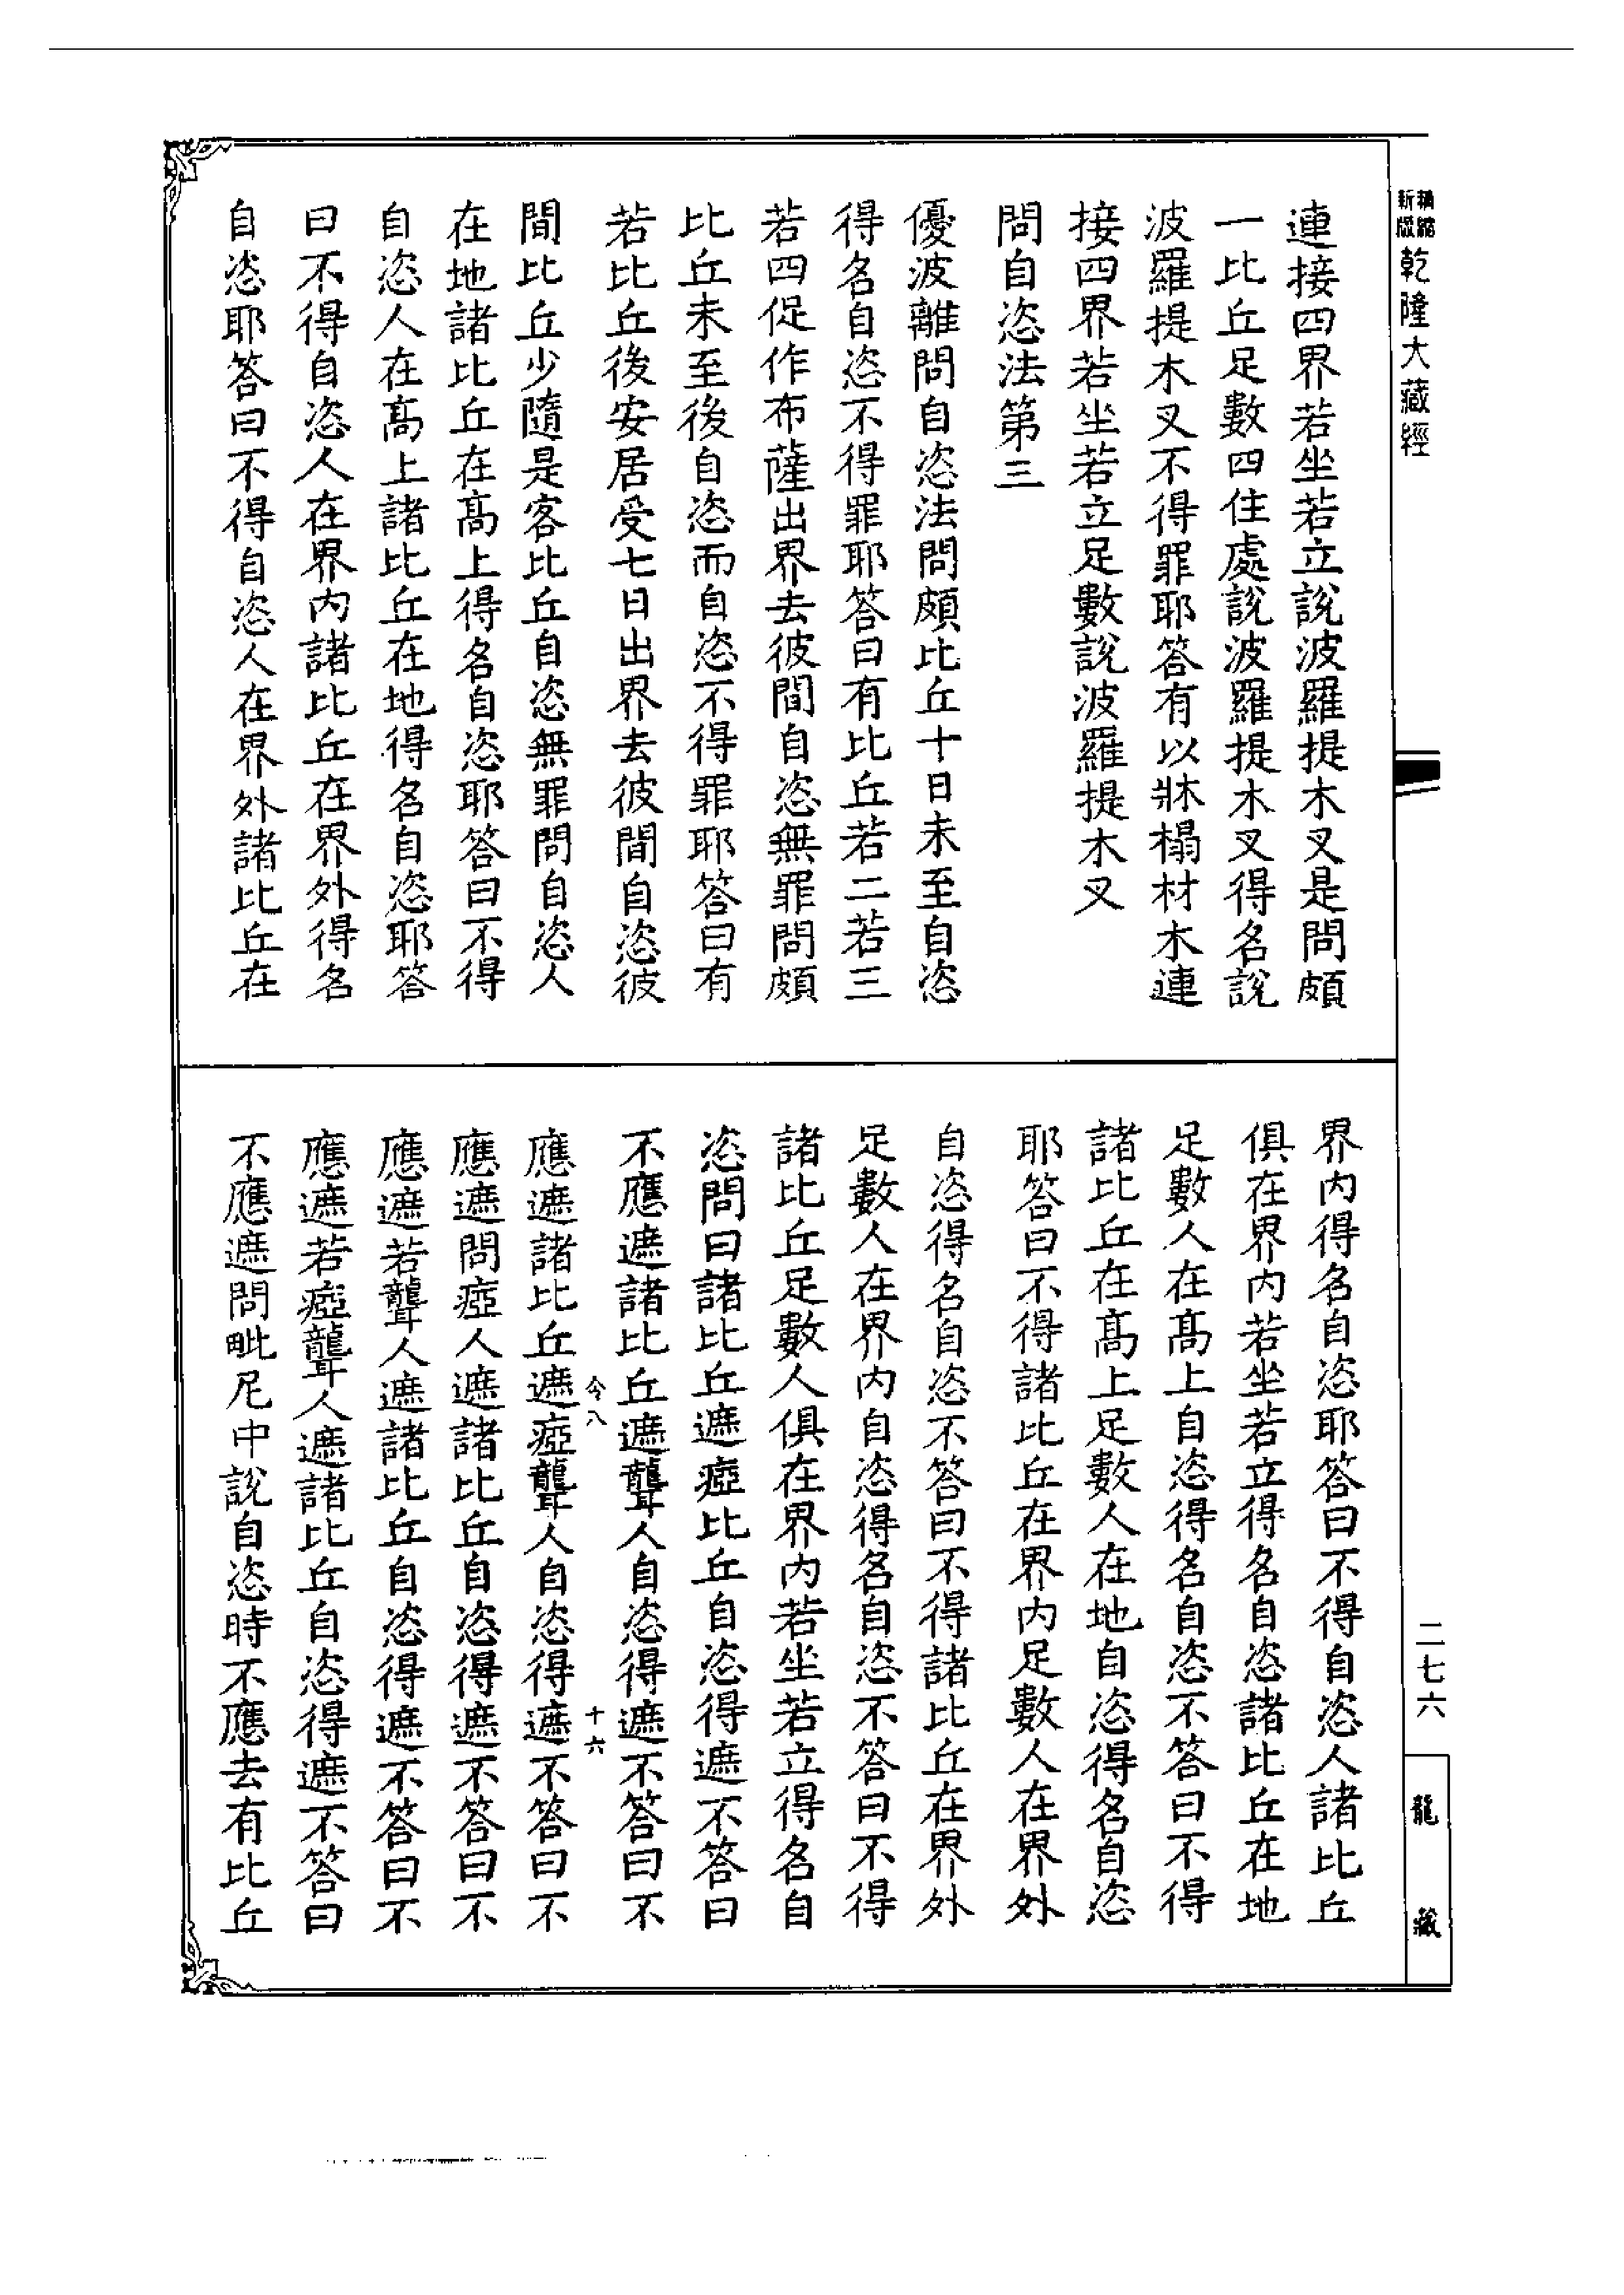 新版精縮乾隆大藏經
連接四界若坐若立說波羅提木叉是問頗
一比丘足數四住處說波羅提木叉得名說
波羅提木叉不得罪耶答有以牀榻材木連
接四界若坐若立足數說波羅提木叉
問自恣法第三
優波離問自恣法問頗比丘十日未至自恣
得名自恣不得罪耶答曰有比丘若二若三
若四促作布薩出界去彼間自恣無罪問頗
比丘未至後自恣而自恣不得罪耶答曰有
若比丘後安居受七日出界去彼間自恣彼
間比丘少隨是客比丘自恣無罪問自恣人
在地諸比丘在髙上得名自恣耶答曰不得
自恣人在髙上諸比丘在地得名自恣耶答
曰不得自恣人在界內諸比丘在界外得名
自恣耶答曰不得自恣人在界外諸比丘在
界內得名自恣耶答曰不得自恣人諸比丘
俱在界內若坐若立得名自恣諸比丘在地
足數人在髙上自恣得名自恣不答曰不得
諸比丘在髙上足數人在地自恣得名自恣
耶答曰不得諸比丘在界內足數人在界外
自恣得名自恣不答曰不得諸比丘在界外
足數人在界內自恣得名自恣不答曰不得
諸比丘足數人俱在界內若坐若立得名自
恣問曰諸比丘遮瘂比丘自恣得遮不答曰
不應遮諸比丘遮聾人自恣得遮不答曰不
令八 十六
應遮諸比丘遮瘂聾人自恣得遮不答曰不
應遮問瘂人遮諸比丘自恣得遮不答曰不
應遮若聾人遮諸比丘自恣得遮不答曰不
應遮若瘂聾人遮諸比丘自恣得遮不答曰
不應遮問毗尼中說自恣時不應去有比丘
二七六
龍藏